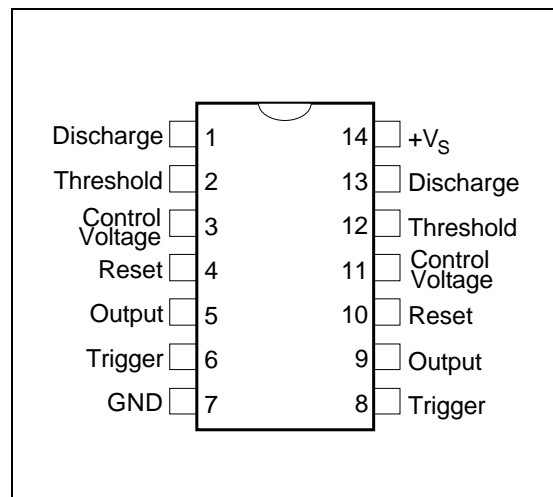 Discharge 1 14 +VS
Threshold 2 13 Discharge
Control
Voltage 3 12 Threshold
Reset 4 11 Control
Voltage
Output 5 10 Reset
Trigger 6 9 Output
GND 7 8 Trigger